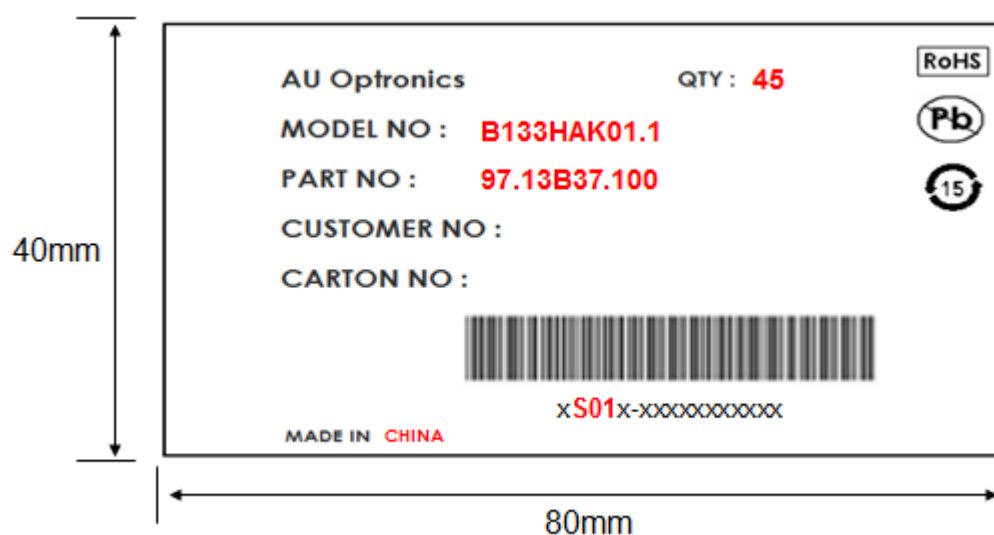 AU Optronics QTY : 45 RoHS
MODEL NO : B133HAK01.1 Pb
PART NO : 97.13B37.100 15
CUSTOMER NO :
40mm
CARTON NO :
xS01x-xxxxxxxxxxx
MADE IN CHINA
80mm